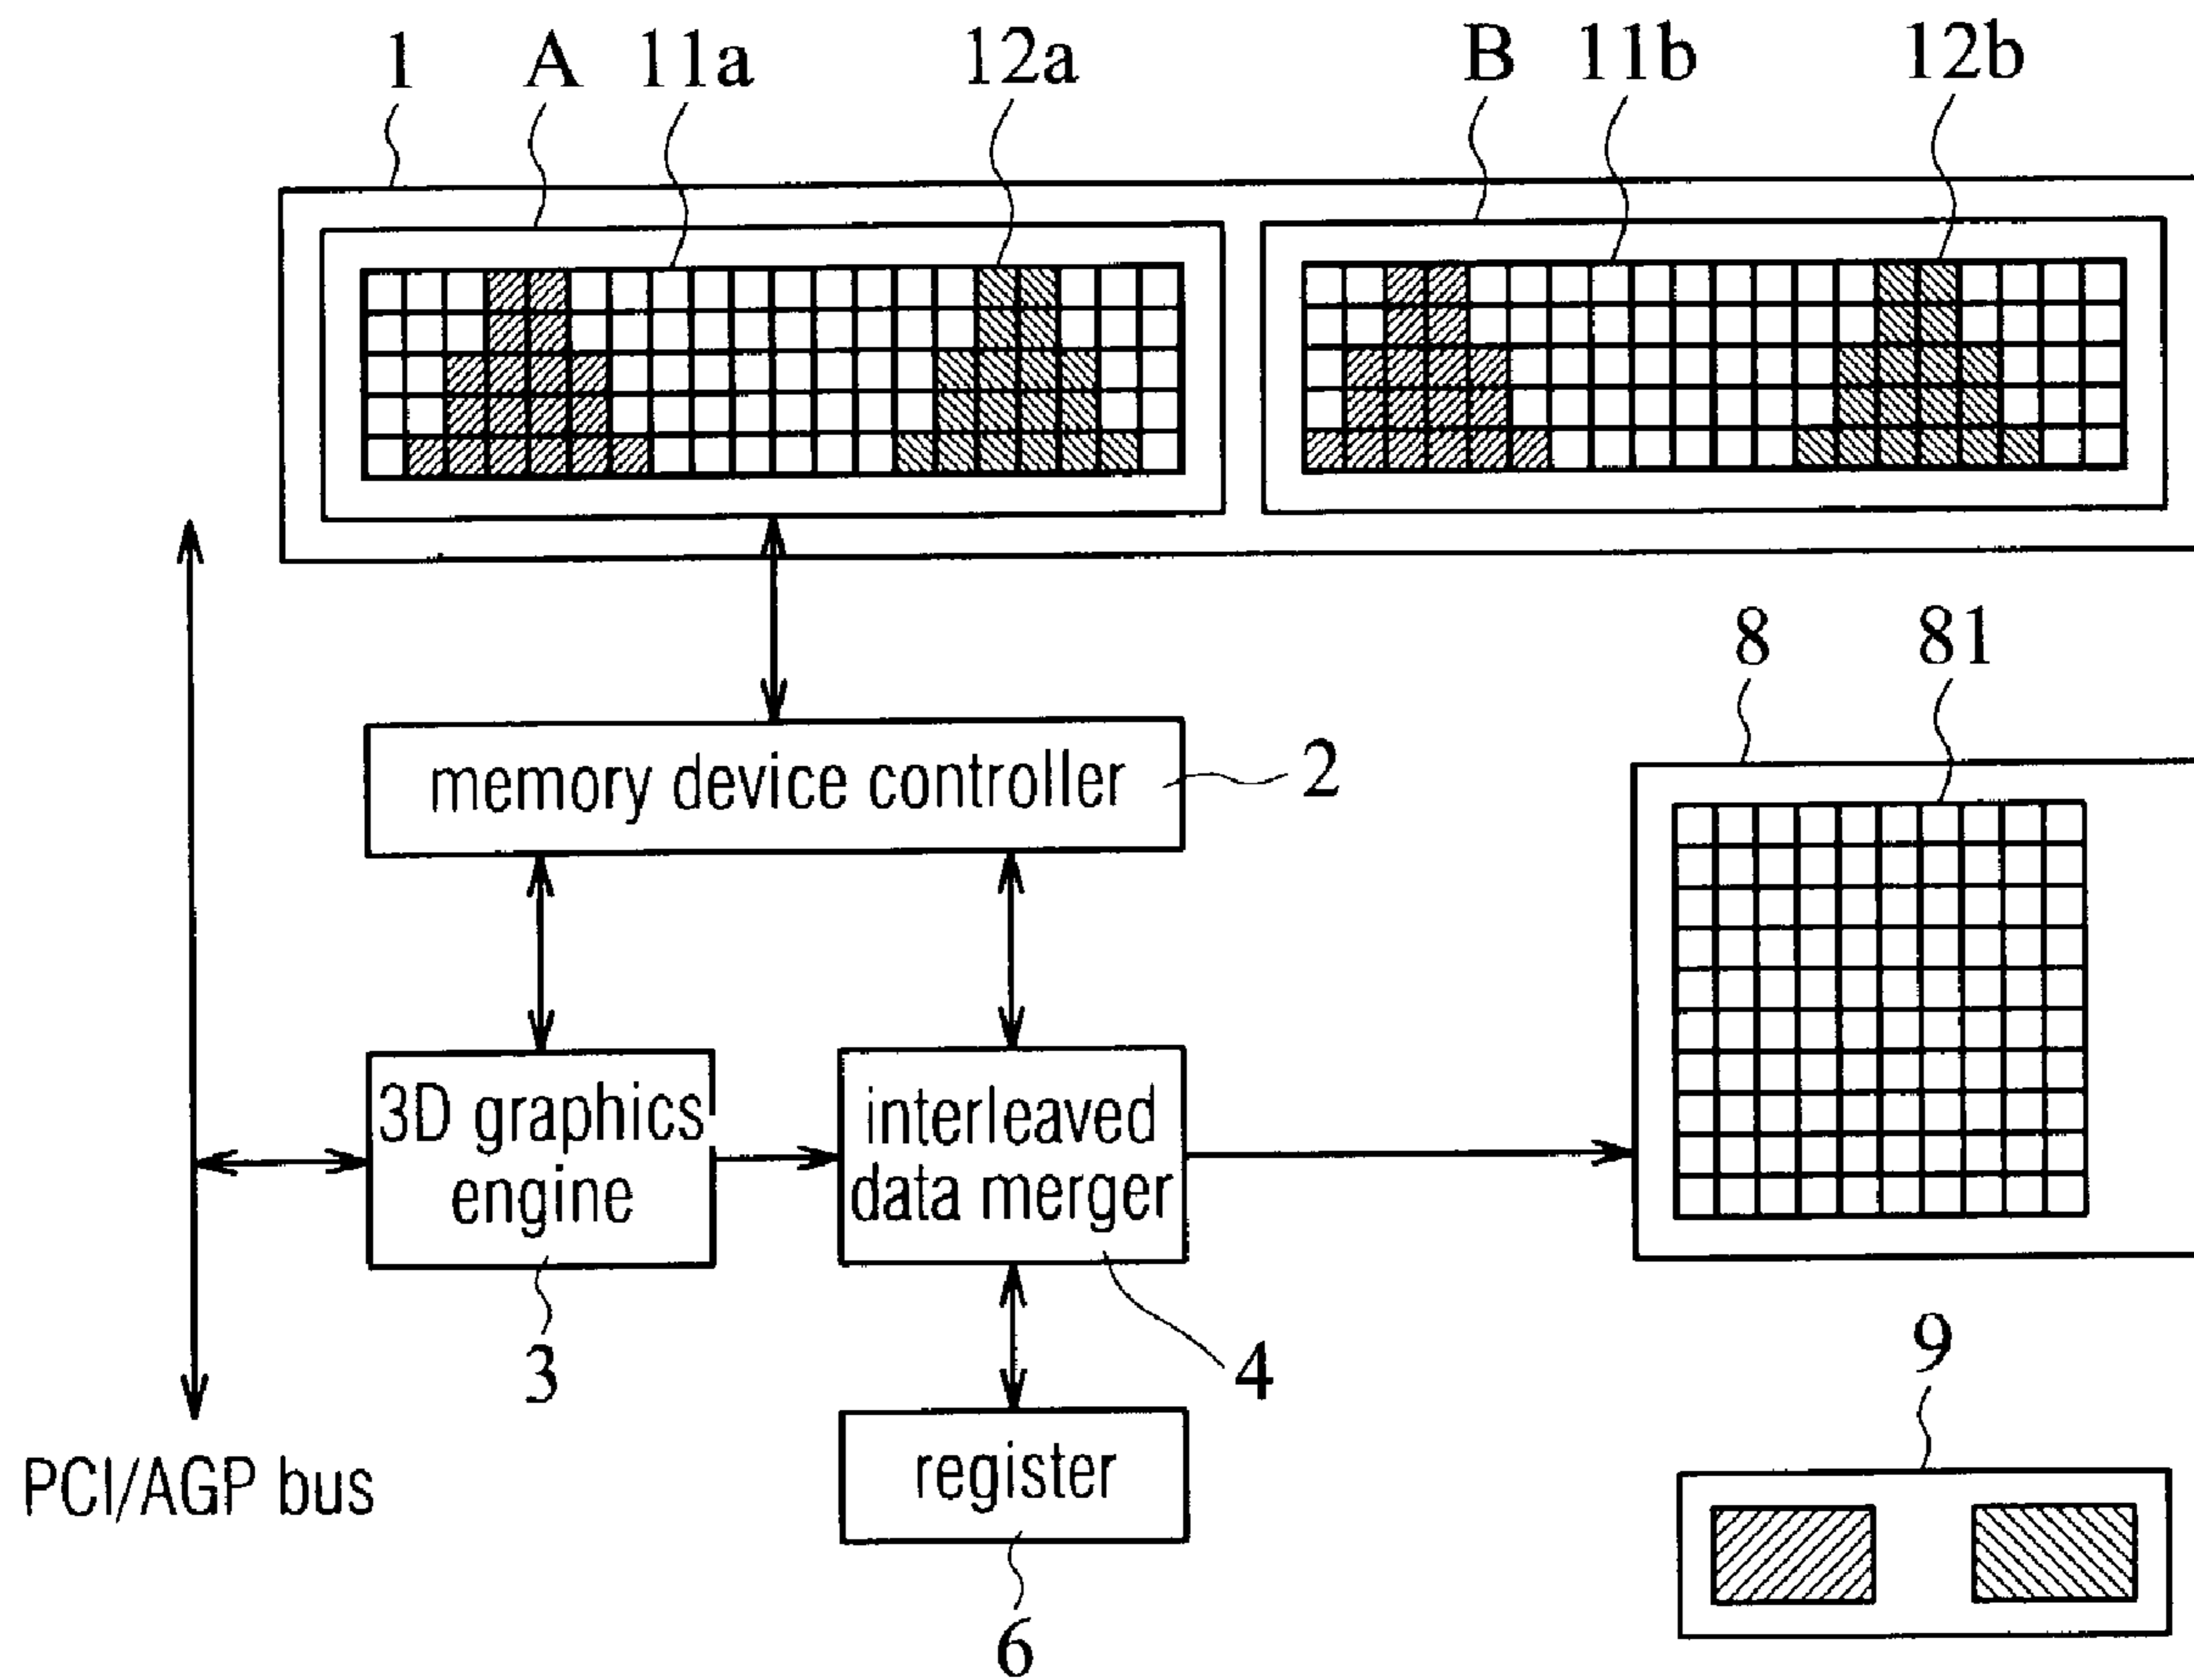 1
A
11a
12a
B
11b
12b
8
81
memory device controller
2
3D graphics
engine
interleaved
data merger
3
4
9
PCI/AGP bus
register
6